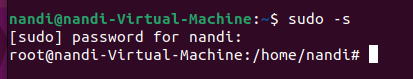 nandi@nandi-Virtual-Machine:~$ sudo -s
[sudo] password for nandi:
root@nandi-Virtual-Machine:/home/nandi#